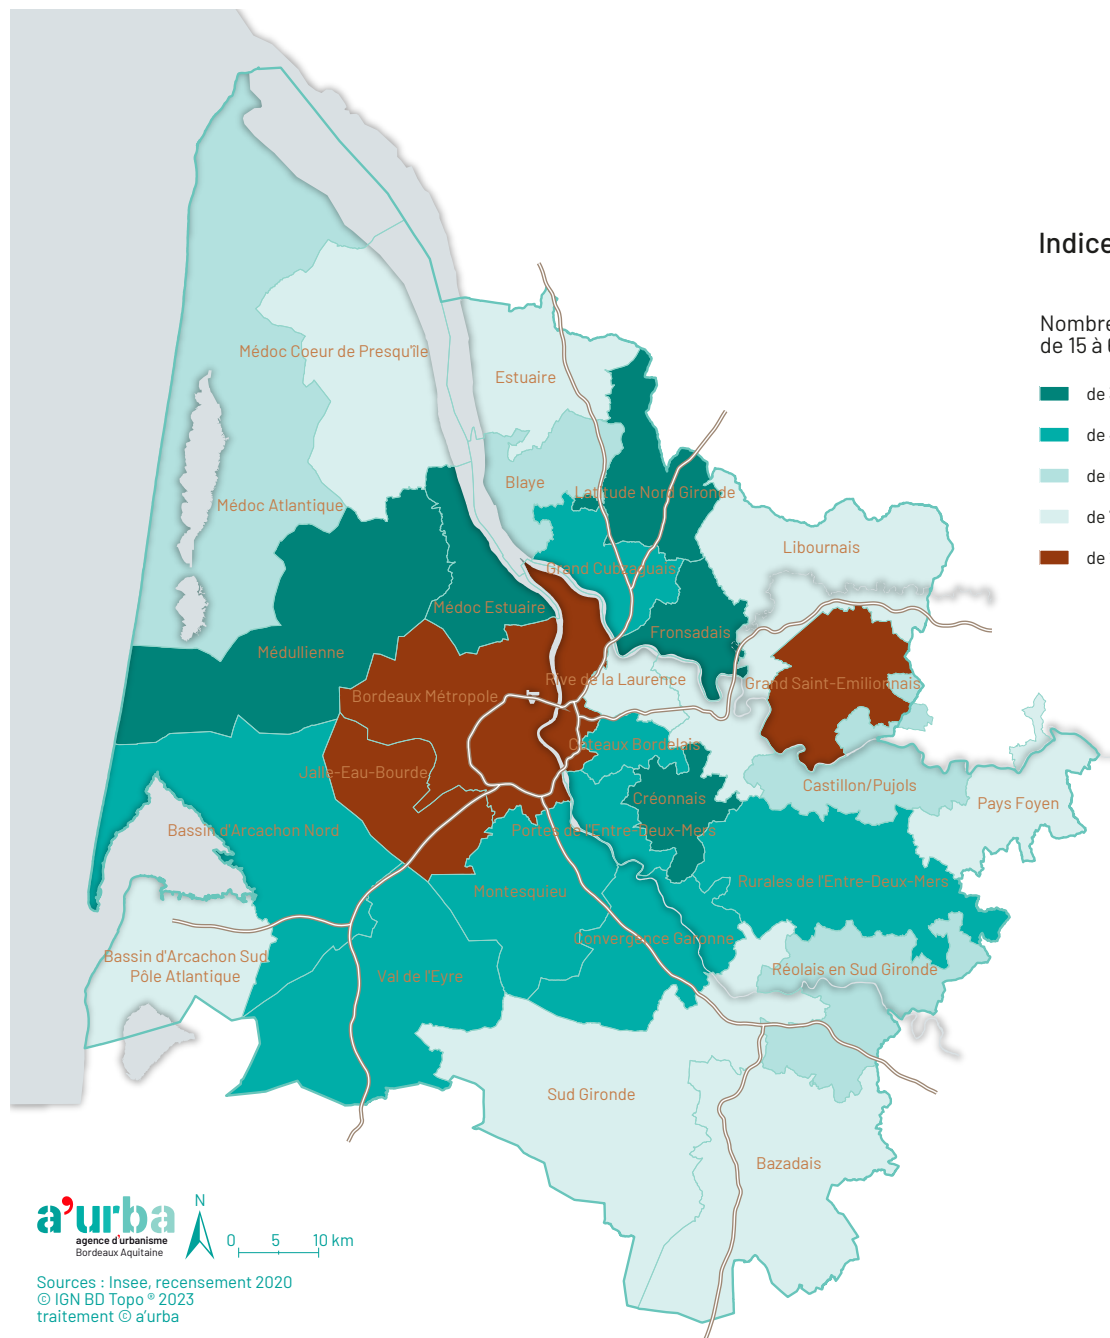 Indice
Nombre
de 15 à
de
de
de
de
de
Médoc Coeur de Presqu'île
Estuaire
Blaye
Latitude Nord Gironde
Médoc Atlantique
Libournais
Grand Cubzaguais
Médoc Estuaire
Fronsadais
Médullienne
Rive de la Laurence
Grand Saint-Emilionnais
Bordeaux Métropole
Coteaux Bordelais
Jalle-Eau-Bourde
Castillon/Pujols
Créonnais
Pays Foyen
Bassin d'Arcachon Nord
Portes de l'Entre-Deux-Mers
Rurales de l'Entre-Deux-Mers
Montesquieu
Convergence Garonne
Bassin d'Arcachon Sud
Pôle Atlantique
Val de l'Eyre
Réolais en Sud Gironde
Sud Gironde
Bazadais
a'urba
agence d'urbanisme
Bordeaux Aquitaine
N
0 5 10 km
Sources : Insee, recensement 2020
© IGN BD Topo ® 2023
traitement © a'urba